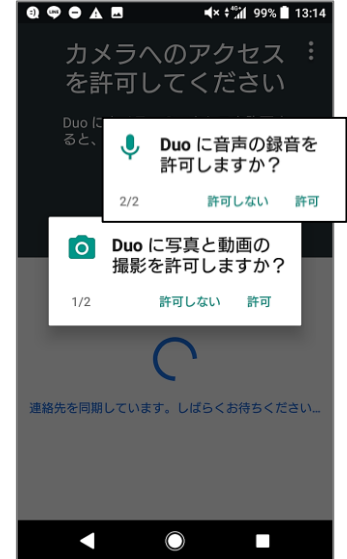 99% 13:14
カメラへのアクセス
を許可してください
Duo に
ると、
Duo に音声の録音を
許可しますか？
2/2 許可しない 許可
Duo に写真と動画の
撮影を許可しますか？
1/2 許可しない 許可
連絡先を同期しています。しばらくお待ちください...